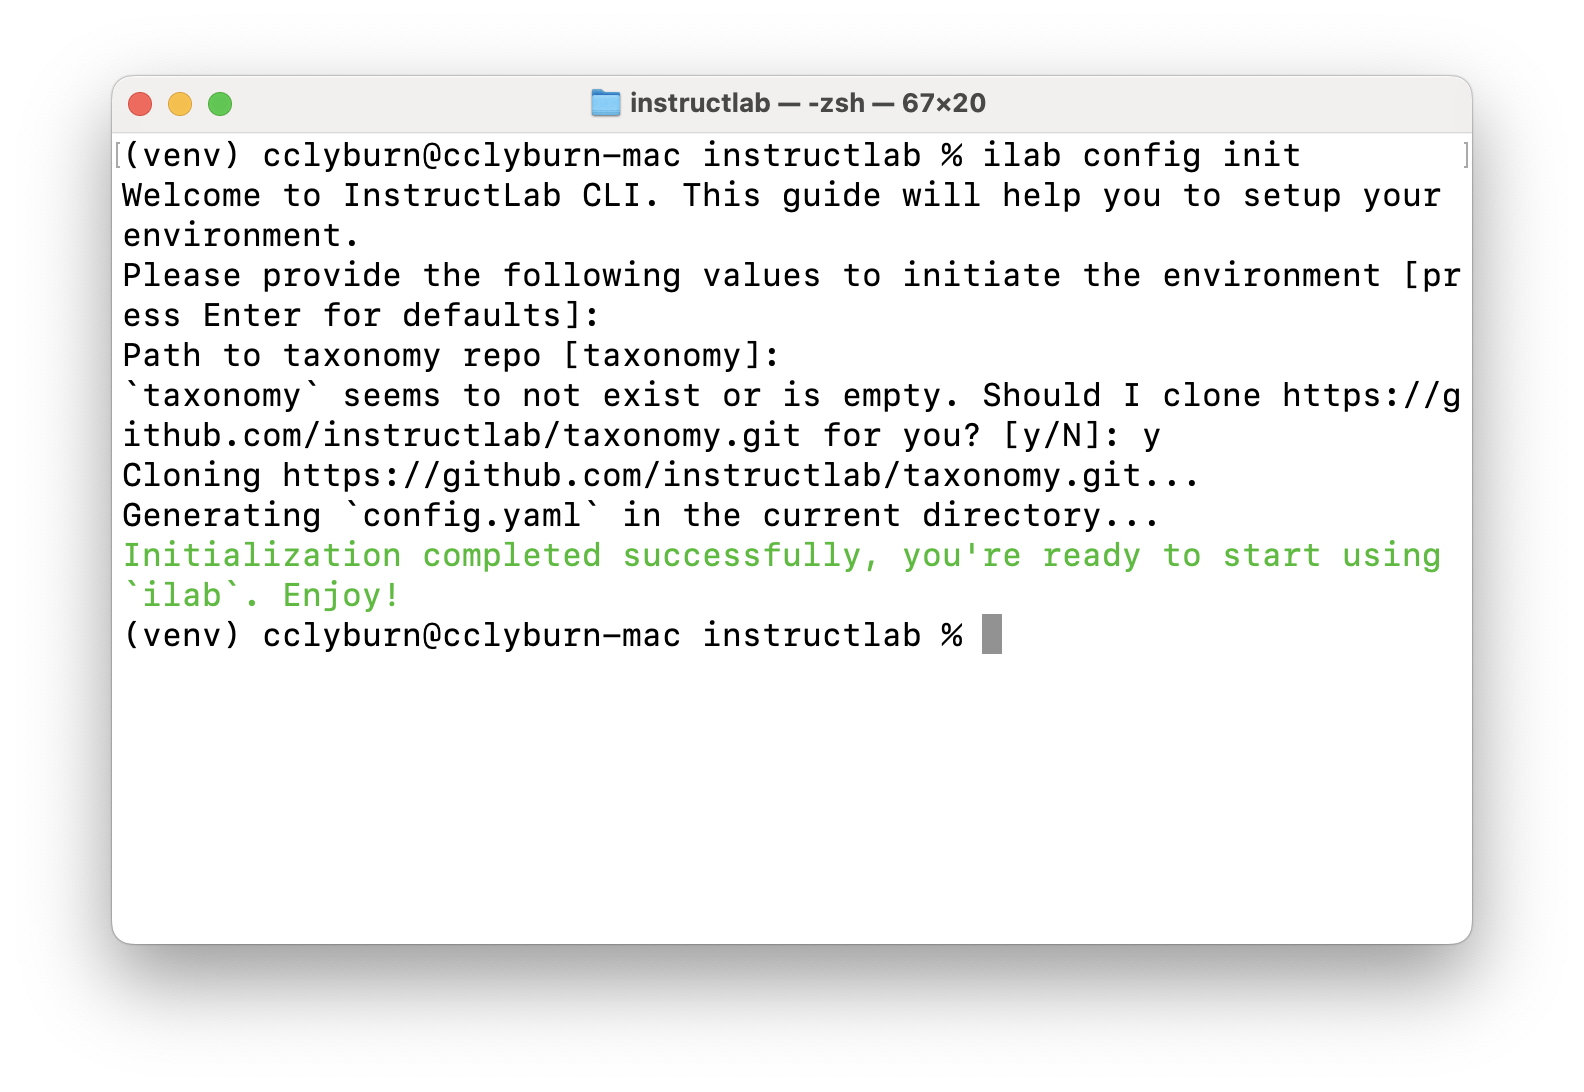 instructlab — -zsh — 67×20
[(venv) cclyburn@cclyburn-mac instructlab % ilab config init ]
Welcome to InstructLab CLI. This guide will help you to setup your
environment.
Please provide the following values to initiate the environment [pr
ess Enter for defaults]:
Path to taxonomy repo [taxonomy]:
`taxonomy` seems to not exist or is empty. Should I clone https://g
ithub.com/instructlab/taxonomy.git for you? [y/N]: y
Cloning https://github.com/instructlab/taxonomy.git...
Generating `config.yaml` in the current directory...
Initialization completed successfully, you're ready to start using
`ilab`. Enjoy!
(venv) cclyburn@cclyburn-mac instructlab %